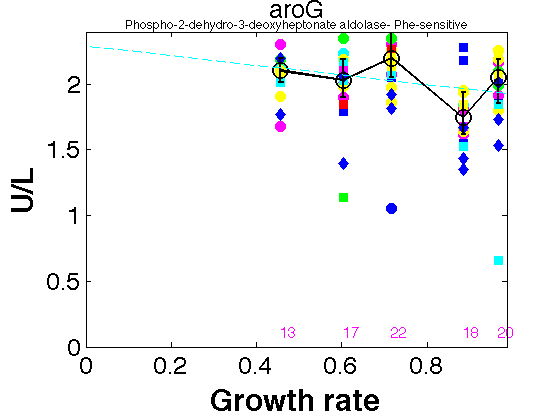 aroG
Phospho-2-dehydro-3-deoxyheptonate aldolase- Phe-sensitive
2
1.5
1
0.5
0
U/L
13 17 22 18 20
0 0.2 0.4 0.6 0.8
Growth rate